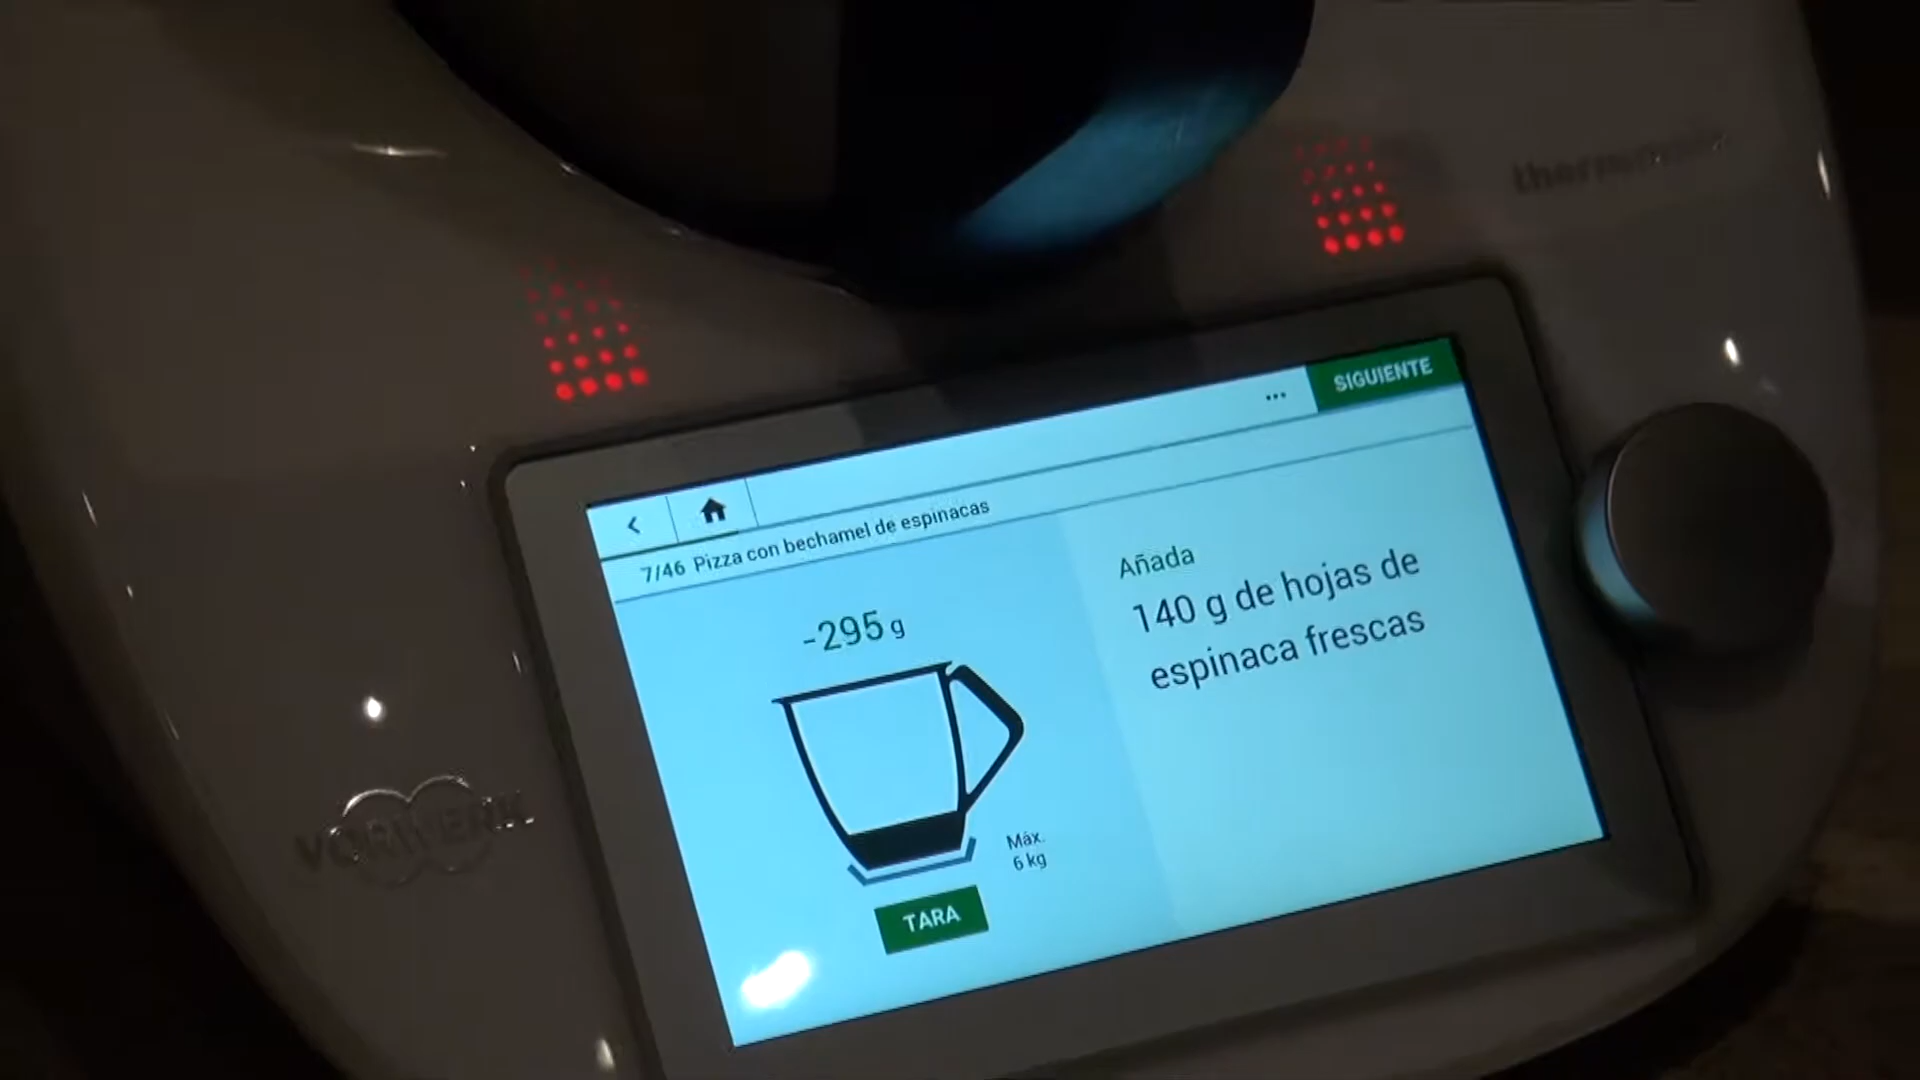 thermomix
SIGUIENTE
7/46 Pizza con bechamel de espinacas
-295 g
Añada
140 g de hojas de
espinaca frescas
Máx.
6 kg
TARA
VORWERK